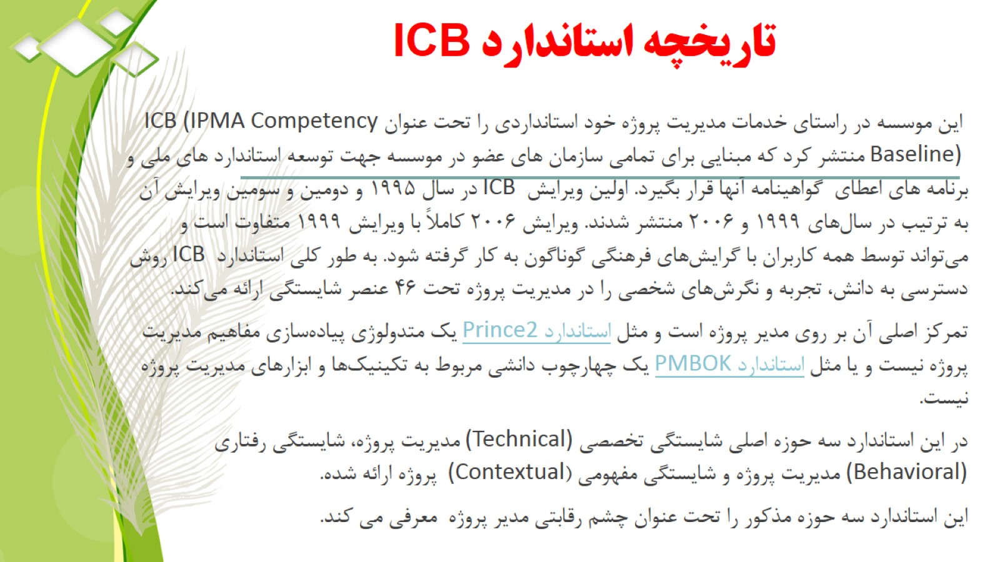 تاریخچه استاندارد ICB
این موسسه در راستای خدمات مدیریت پروژه خود استانداردی را تحت عنوان ICB (IPMA Competency
Baseline) منتشر کرد که مبنایی برای تمامی سازمان های عضو در موسسه جهت توسعه استاندارد های ملی و
برنامه های اعطای گواهینامه آنها قرار بگیرد. اولین ویرایش ICB در سال ۱۹۹۵ و دومین و سومین ویرایش آن
به ترتیب در سال‌های ۱۹۹۹ و ۲۰۰۶ منتشر شدند. ویرایش ۲۰۰۶ کاملاً با ویرایش ۱۹۹۹ متفاوت است و
می‌تواند توسط همه کاربران با گرایش‌های فرهنگی گوناگون به کار گرفته شود. به طور کلی استاندارد ICB روش
دسترسی به دانش، تجربه و نگرش‌های شخصی را در مدیریت پروژه تحت ۴۶ عنصر شایستگی ارائه می‌کند.
تمرکز اصلی آن بر روی مدیر پروژه است و مثل استاندارد Prince2 یک متدولوژی پیاده‌سازی مفاهیم مدیریت
پروژه نیست و یا مثل استاندارد PMBOK یک چهارچوب دانشی مربوط به تکینیک‌ها و ابزارهای مدیریت پروژه
نیست.
در این استاندارد سه حوزه اصلی شایستگی تخصصی (Technical) مدیریت پروژه، شایستگی رفتاری
(Behavioral) مدیریت پروژه و شایستگی مفهومی (Contextual) پروژه ارائه شده.
این استاندارد سه حوزه مذکور را تحت عنوان چشم رقابتی مدیر پروژه معرفی می کند.